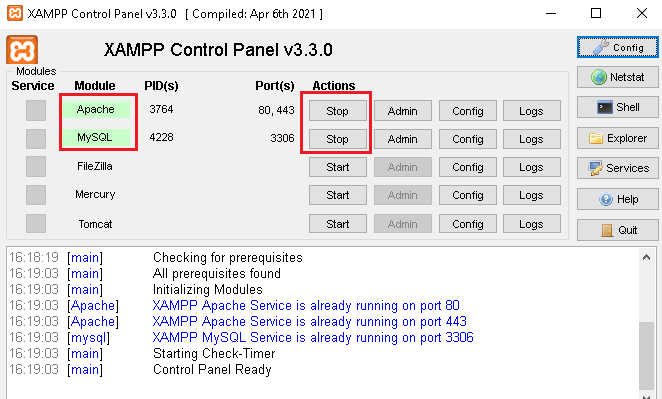 XAMPP Control Panel v3.3.0 [ Compiled: Apr 6th 2021 ]
XAMPP Control Panel v3.3.0
Config
Modules
Service Module PID(s) Port(s) Actions
Netstat
Apache 3764 80, 443 Stop Admin Config Logs
Shell
MySQL 4228 3306 Stop Admin Config Logs
Explorer
FileZilla Start Admin Config Logs
Services
Mercury Start Admin Config Logs
Help
Tomcat Start Admin Config Logs
Quit
16:18:19 [main] Checking for prerequisites
16:19:03 [main] All prerequisites found
16:19:03 [main] Initializing Modules
16:19:03 [Apache] XAMPP Apache Service is already running on port 80
16:19:03 [Apache] XAMPP Apache Service is already running on port 443
16:19:03 [mysql] XAMPP MySQL Service is already running on port 3306
16:19:03 [main] Starting Check-Timer
16:19:03 [main] Control Panel Ready